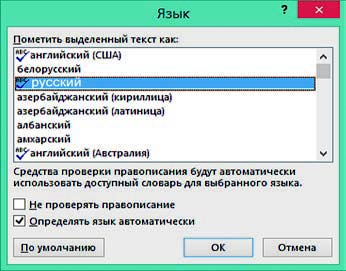 Язык
?
Пометить выделенный текст как:
английский (США)
белорусский
русский
азербайджанский (кириллица)
азербайджанский (латиница)
албанский
амхарский
английский (Австралия)
Средства проверки правописания будут автоматически
использовать доступный словарь для выбранного языка.
Не проверять правописание
Определять язык автоматически
По умолчанию
ОК
Отмена